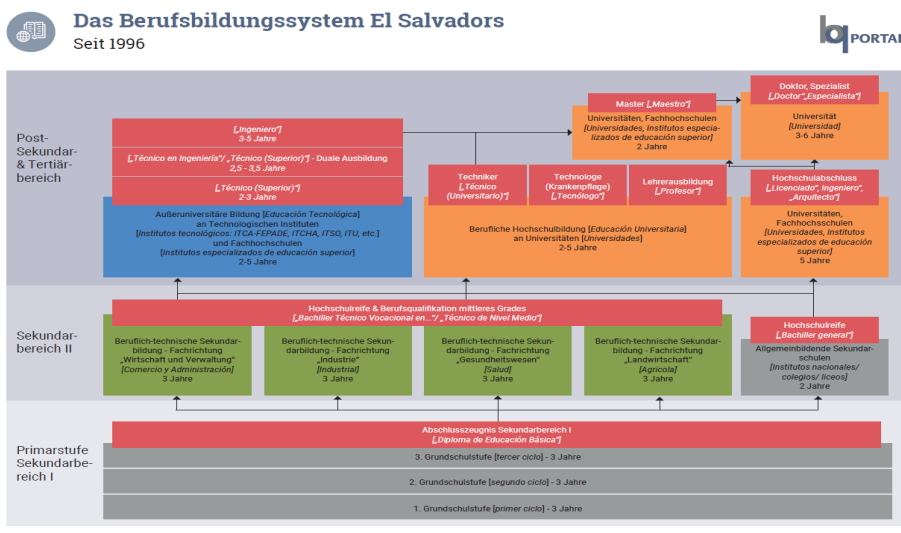 Das Berufsbildungssystem El Salvadors
Seit 1996
bq PORTAL
Post-
Sekundar-
& Tertiär-
bereich
[„Ingeniero“]
3-5 Jahre
[„Técnico en Ingeniería“/ „Técnico (Superior)“] - Duale Ausbildung
2,5 - 3,5 Jahre
[„Técnico (Superior)“]
2-3 Jahre
Außeruniversitäre Bildung [Educación Tecnológica]
an Technologischen Instituten
[Institutos tecnológicos: ITCA-FEPADE, ITCHA, ITSO, ITU, etc.]
und Fachhochschulen
[Institutos especializados de educación superior]
2-5 Jahre
Techniker
[„Técnico
(Universitario)“]
Technologe
(Krankenpflege)
[„Tecnólogo“]
Lehrerausbildung
[„Profesor“]
Berufliche Hochschulbildung [Educación Universitaria]
an Universitäten [Universidades]
2-5 Jahre
Master [„Maestro“]
Universitäten, Fachhochschulen
[Universidades, Institutos especia-
lizados de educación superior]
2 Jahre
Doktor, Spezialist
[„Doctor“„Especialista“]
Universität
[Universidad]
3-6 Jahre
Hochschulabschluss
[„Licenciado“, Ingeniero“,
„Arquitecto“]
Universitäten,
Fachhochsschulen
[Universidades, Institutos
especializados de educación
superior]
5 Jahre
Sekundar-
bereich II
Hochschulreife & Berufsqualifikation mittleres Grades
[„Bachiller Técnico Vocacional en...“/ „Técnico de Nivel Medio“]
Beruflich-technische Sekundar-
bildung - Fachrichtung
„Wirtschaft und Verwaltung“
[Comercio y Administración]
3 Jahre
Beruflich-technische Sekun-
darbildung - Fachrichtung
„Industrie“
[Industrial]
3 Jahre
Beruflich-technische Sekun-
darbildung - Fachrichtung
„Gesundheitswesen“
[Salud]
3 Jahre
Beruflich-technische Sekundar-
bildung - Fachrichtung
„Landwirtschaft“
[Agricola]
3 Jahre
Hochschulreife
[„Bachiller general“]
Allgemeinbildende Sekundar-
schulen
[Institutos nacionales/
colegios/ liceos]
2 Jahre
Primarstufe
Sekundarbe-
reich I
Abschlusszeugnis Sekundarbereich I
[„Diploma de Educación Básica“]
3. Grundschulstufe [tercer ciclo] - 3 Jahre
2. Grundschulstufe [segundo ciclo] - 3 Jahre
1. Grundschulstufe [primer ciclo] - 3 Jahre